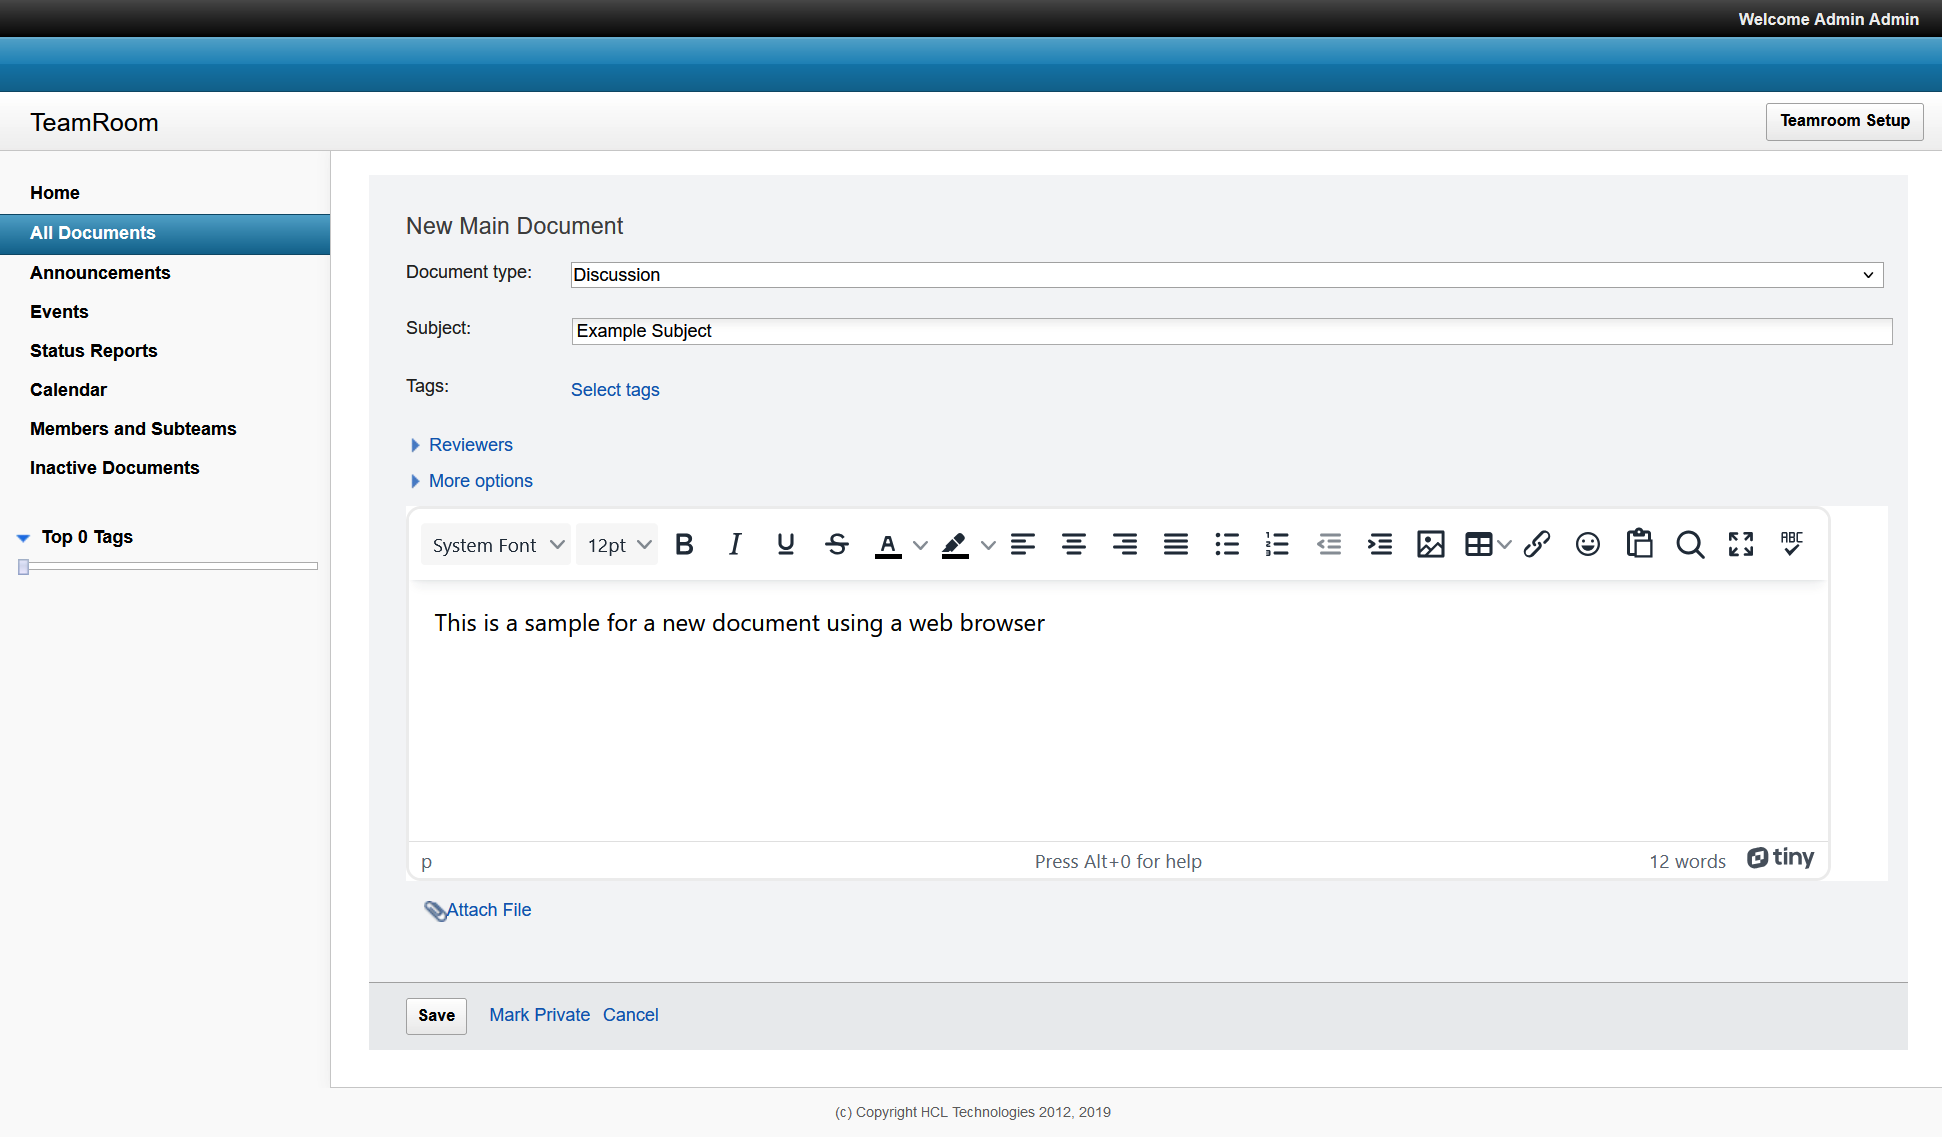 Welcome Admin Admin
TeamRoom
Teamroom Setup
Home
All Documents
Announcements
Events
Status Reports
Calendar
Members and Subteams
Inactive Documents
Top 0 Tags
New Main Document
Document type: Discussion
Subject: Example Subject
Tags: Select tags
Reviewers
More options
System Font 12pt B I U S A ABC
This is a sample for a new document using a web browser
p Press Alt+0 for help 12 words tiny
Attach File
Save Mark Private Cancel
(c) Copyright HCL Technologies 2012, 2019